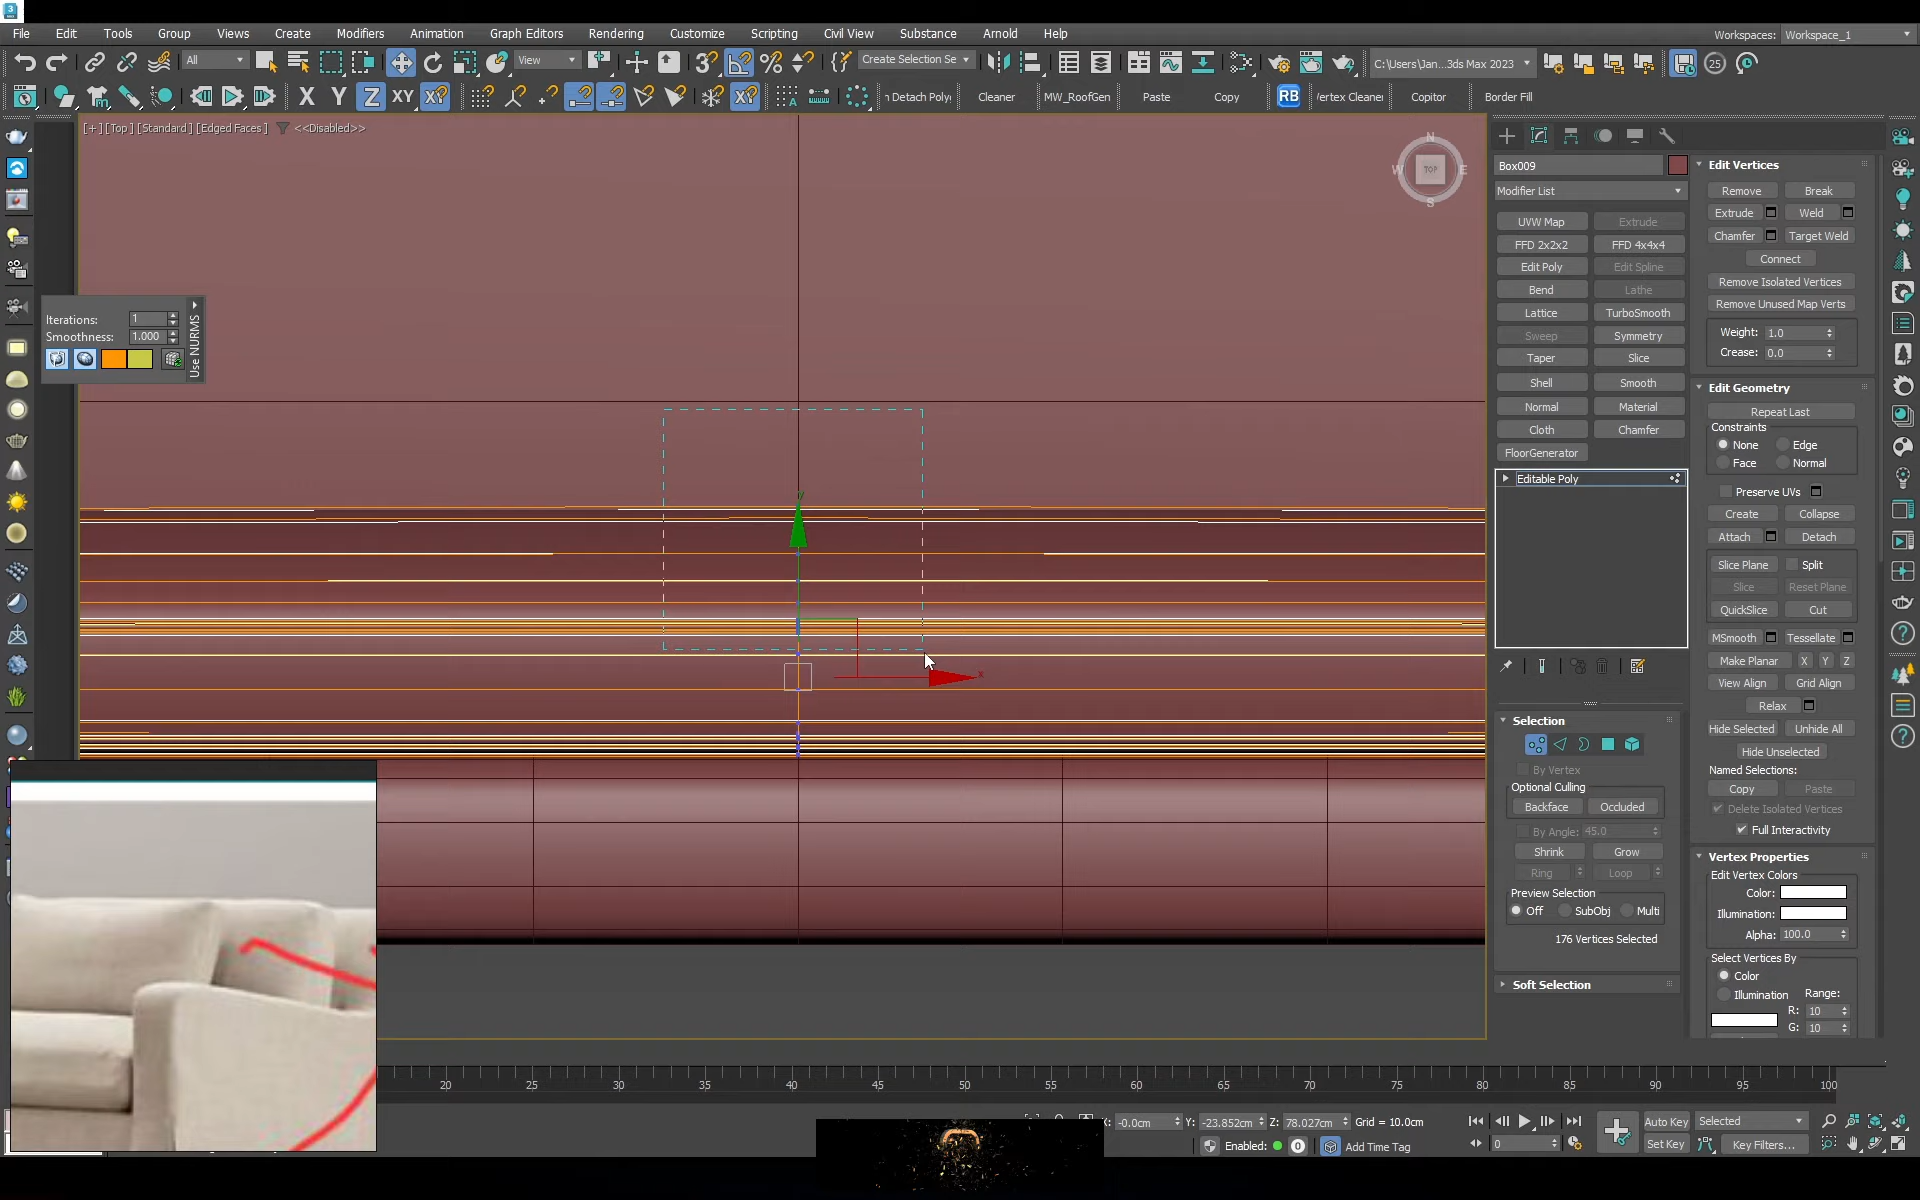 File Edit Tools Group Views Create Modifiers Animation Graph Editors Rendering Customize Scripting Civil View Substance Arnold Help
Workspaces: Workspace_1
All View Create Selection Se C:\Users\Jan...3ds Max 2023 25
X Y Z XY XY n Detach Poly Cleaner MW_RoofGen Paste Copy RB Vertex Cleaner Copitor Border Fill
[+] [Top] [Standard] [Edged Faces] <<Disabled>>
N
W TOP E
S
Iterations: 1
Smoothness: 1.000
Use NURMS
y
x
Box009
Modifier List
UVW Map Extrude
FFD 2x2x2 FFD 4x4x4
Edit Poly Edit Spline
Bend Lathe
Lattice TurboSmooth
Sweep Symmetry
Taper Slice
Shell Smooth
Normal Material
Cloth Chamfer
FloorGenerator
Editable Poly
Selection
By Vertex
Optional Culling
Backface Occluded
By Angle: 45.0
Shrink Grow
Ring Loop
Preview Selection
Off SubObj Multi
176 Vertices Selected
Soft Selection
Edit Vertices
Remove Break
Extrude Weld
Chamfer Target Weld
Connect
Remove Isolated Vertices
Remove Unused Map Verts
Weight: 1.0
Crease: 0.0
Edit Geometry
Repeat Last
Constraints
None Edge
Face Normal
Preserve UVs
Create Collapse
Attach Detach
Slice Plane Split
Slice Reset Plane
QuickSlice Cut
MSmooth Tessellate
Make Planar X Y Z
View Align Grid Align
Relax
Hide Selected Unhide All
Hide Unselected
Named Selections:
Copy Paste
Delete Isolated Vertices
Full Interactivity
Vertex Properties
Edit Vertex Colors
Color:
Illumination:
Alpha: 100.0
Select Vertices By
Color
Illumination Range:
R: 10
G: 10
20 25 30 35 40 45 50 55 60 65 70 75 80 85 90 95 100
X: -0.0cm Y: -23.852cm Z: 78.027cm Grid = 10.0cm
Auto Key Selected
Enabled: 0 Add Time Tag 0 Set Key Key Filters...